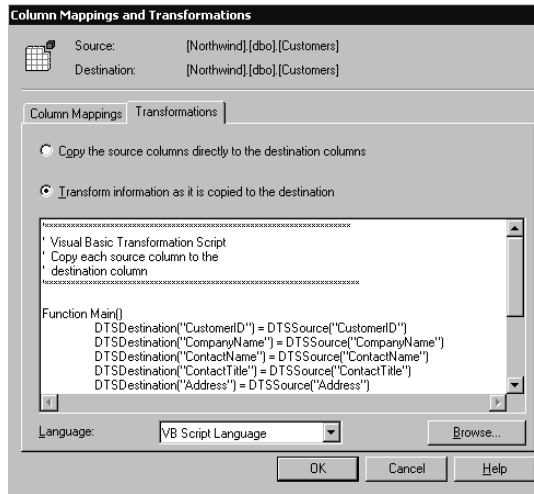 Column Mappings and Transformations
Source: [Northwind].[dbo].[Customers]
Destination: [Northwind].[dbo].[Customers]
Column Mappings Transformations
Copy the source columns directly to the destination columns
Transform information as it is copied to the destination
'**********************************************************************
' Visual Basic Transformation Script
' Copy each source column to the
' destination column
'************************************************************************
Function Main()
DTSDestination("CustomerID") = DTSSource("CustomerID")
DTSDestination("CompanyName") = DTSSource("CompanyName")
DTSDestination("ContactName") = DTSSource("ContactName")
DTSDestination("ContactTitle") = DTSSource("ContactTitle")
DTSDestination("Address") = DTSSource("Address")
Language: VB Script Language Browse...
OK Cancel Help